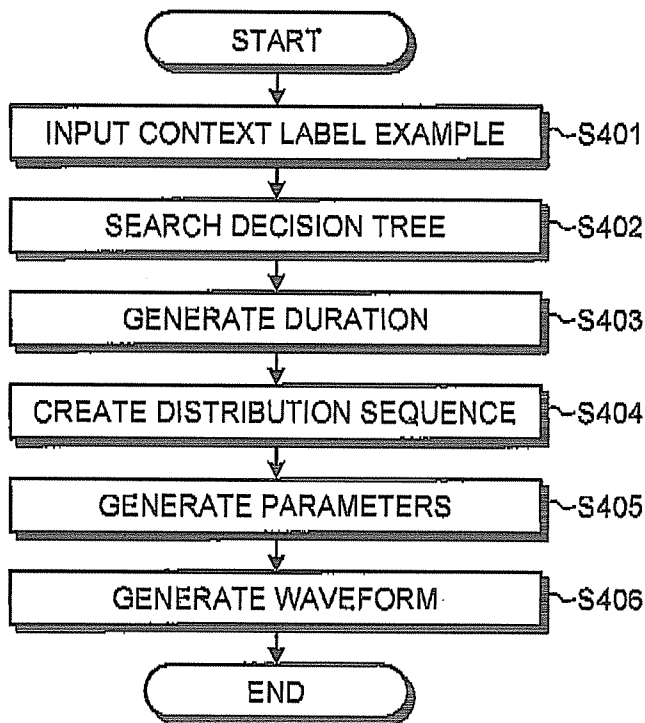 START
INPUT CONTEXT LABEL EXAMPLE S401
SEARCH DECISION TREE S402
GENERATE DURATION S403
CREATE DISTRIBUTION SEQUENCE S404
GENERATE PARAMETERS S405
GENERATE WAVEFORM S406
END